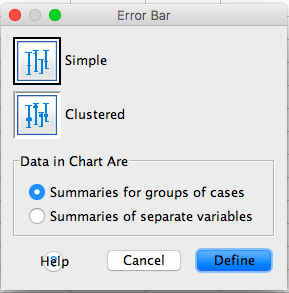 Error Bar
Simple
Clustered
Data in Chart Are
Summaries for groups of cases
Summaries of separate variables
Help Cancel Define